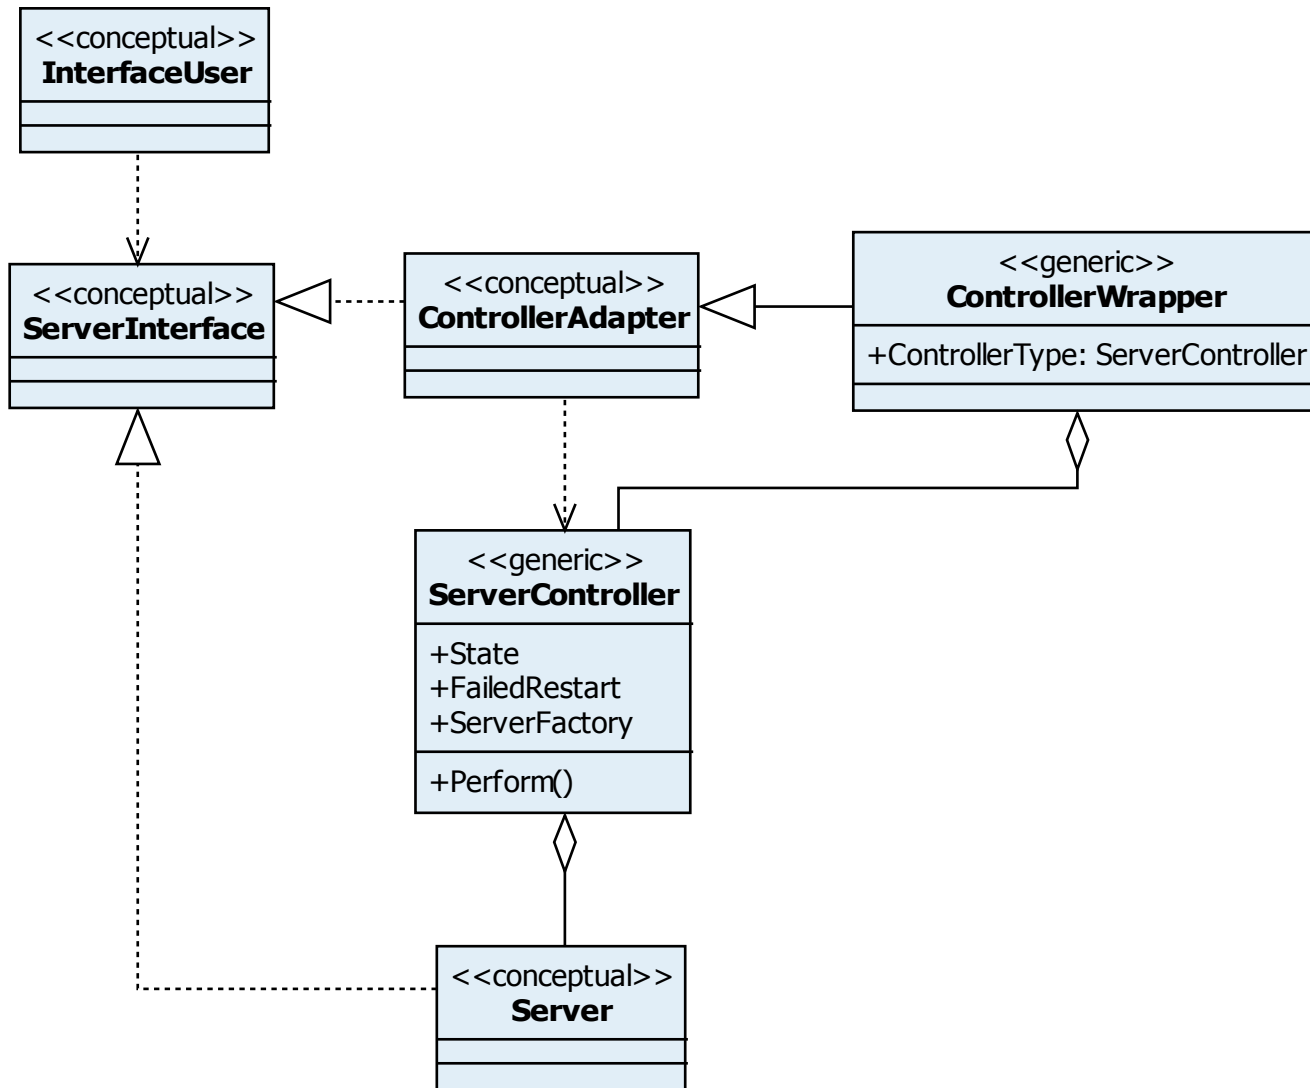 <<conceptual>>
InterfaceUser
<<conceptual>>
ServerInterface
<<conceptual>>
ControllerAdapter
<<generic>>
ControllerWrapper
+ControllerType: ServerController
<<generic>>
ServerController
+State
+FailedRestart
+ServerFactory
+Perform()
<<conceptual>>
Server